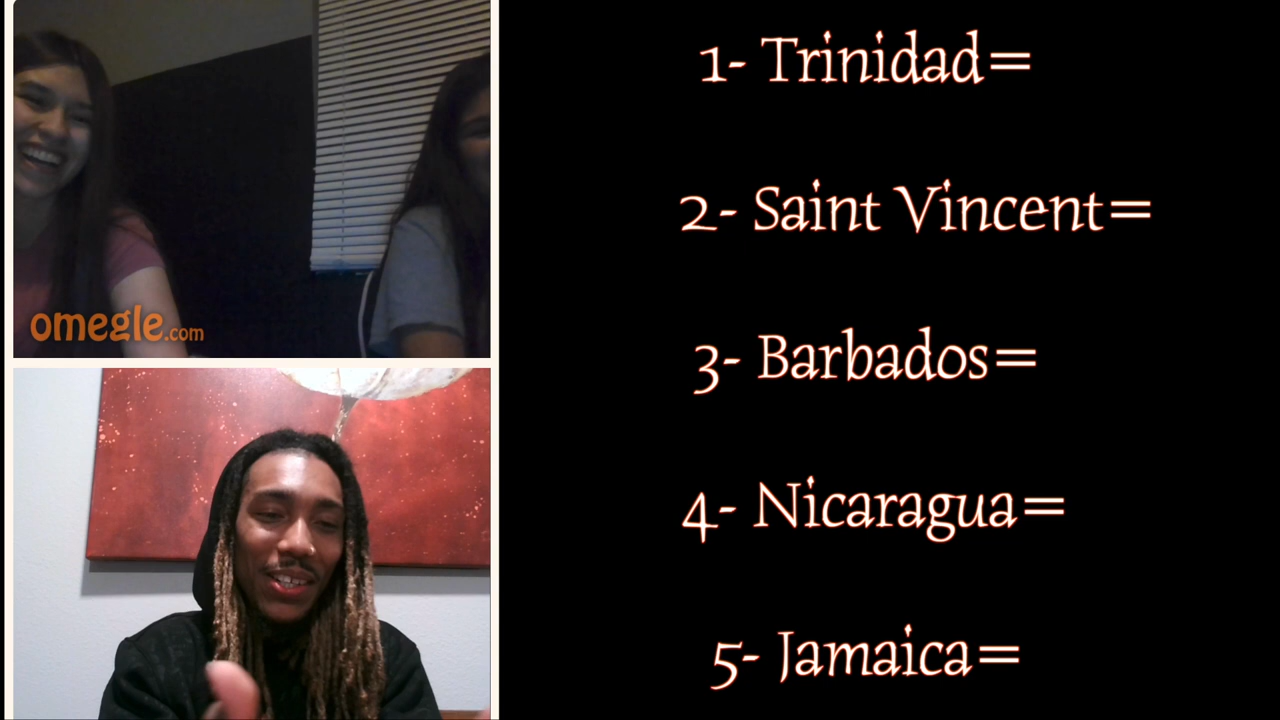 omegle.com
1- Trinidad=
2- Saint Vincent=
3- Barbados=
4- Nicaragua=
5- Jamaica=